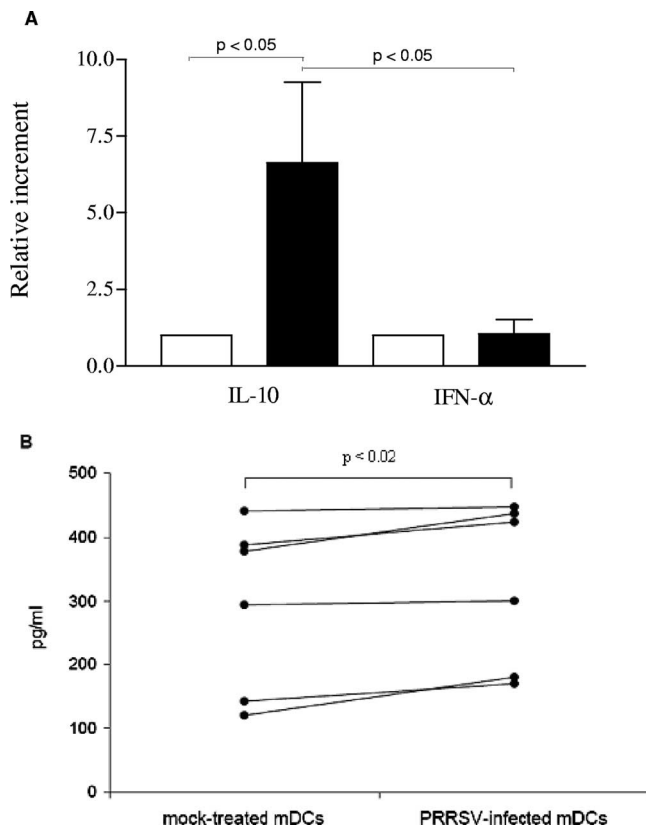 A
p < 0.05
p < 0.05
10.0
7.5
5.0
2.5
0.0
Relative increment
IL-10
IFN-α
B
p < 0.02
500
400
300
200
100
0
pg/ml
mock-treated mDCs
PRRSV-infected mDCs